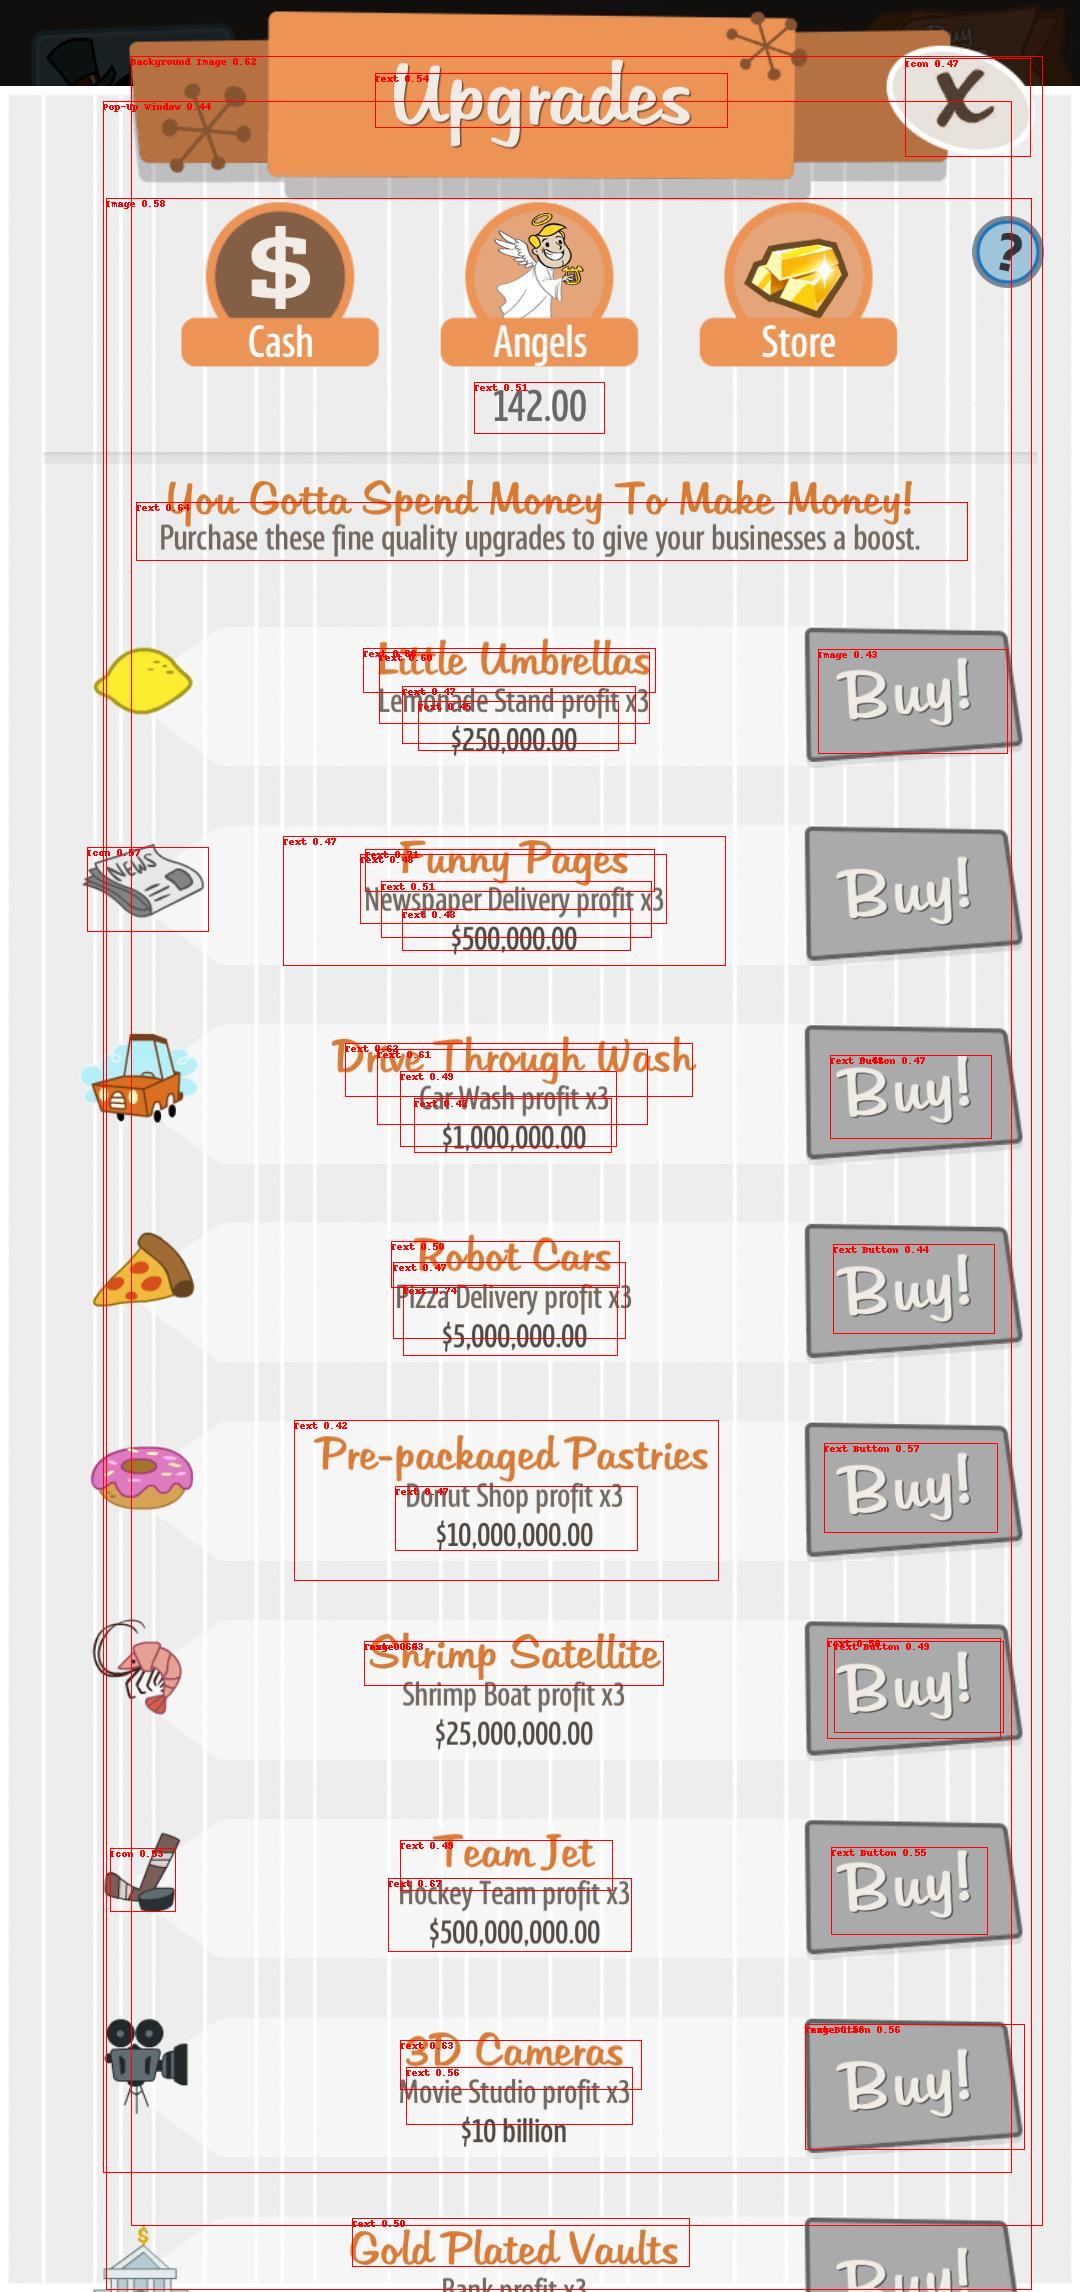 Buy
Background Image 0.62
Text 0.54
Icon 0.47
Upgrades
X
Pop-Up Window 0.44
Image 0.58
$
?
Cash
Angels
Store
Text 0.51
142.00
You Gotta Spend Money To Make Money!
Text 0.64
Purchase these fine quality upgrades to give your businesses a boost.
Little Umbrellas
Text 0.60
Image 0.43
Text 0.47
Lemonade Stand profit x3
Buy!
$250,000.00
Text 0.47
Icon 0.57
NEWS
Funny Pages
Text 0.51
Newspaper Delivery profit x3
Buy!
Text 0.48
$500,000.00
Text 0.62
Drive Through Wash
Text 0.61
Text Button 0.47
Text 0.49
Car Wash profit x3
Buy!
Text 0.42
$1,000,000.00
Text 0.50
Robot Cars
Text Button 0.44
Text 0.47
Pizza Delivery profit x3
Buy!
$5,000,000.00
Text 0.42
Pre-packaged Pastries
Text Button 0.57
Text 0.47
Donut Shop profit x3
Buy!
$10,000,000.00
Shrimp Satellite
Text Button 0.49
Shrimp Boat profit x3
Buy!
$25,000,000.00
Text 0.49
Team Jet
Icon 0.53
Text Button 0.55
Text 0.67
Hockey Team profit x3
Buy!
$500,000,000.00
Text 0.63
3D Cameras
Text 0.56
Movie Studio profit x3
Buy!
$10 billion
Text 0.50
$
Gold Plated Vaults
Bank profit x3
Buy!